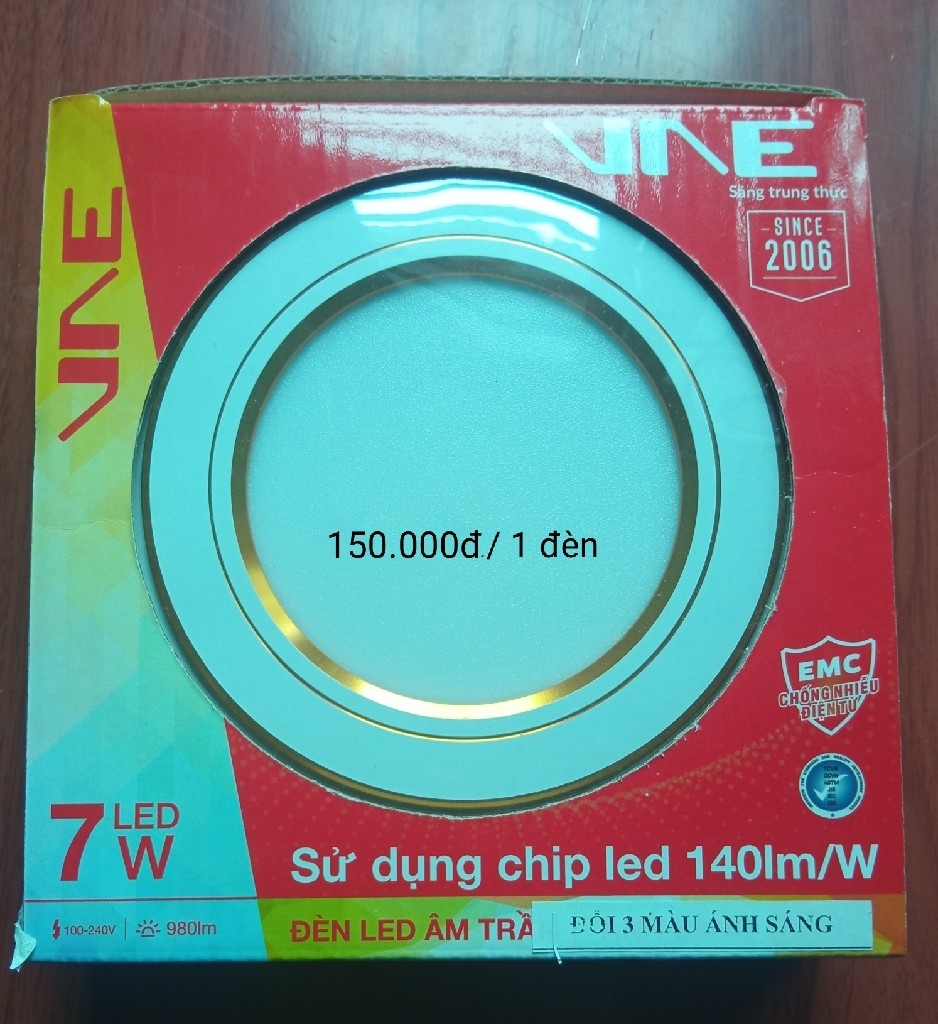 VNE
VNE
Sáng trung thực
SINCE
2006
150.000đ/ 1 đèn
EMC
CHỐNG NHIỄU
ĐIỆN TỪ
7 LED
W
Sử dụng chip led 140lm/W
100-240V 980lm
ĐÈN LED ÂM TRẦ
ĐỔI 3 MÀU ÁNH SÁNG